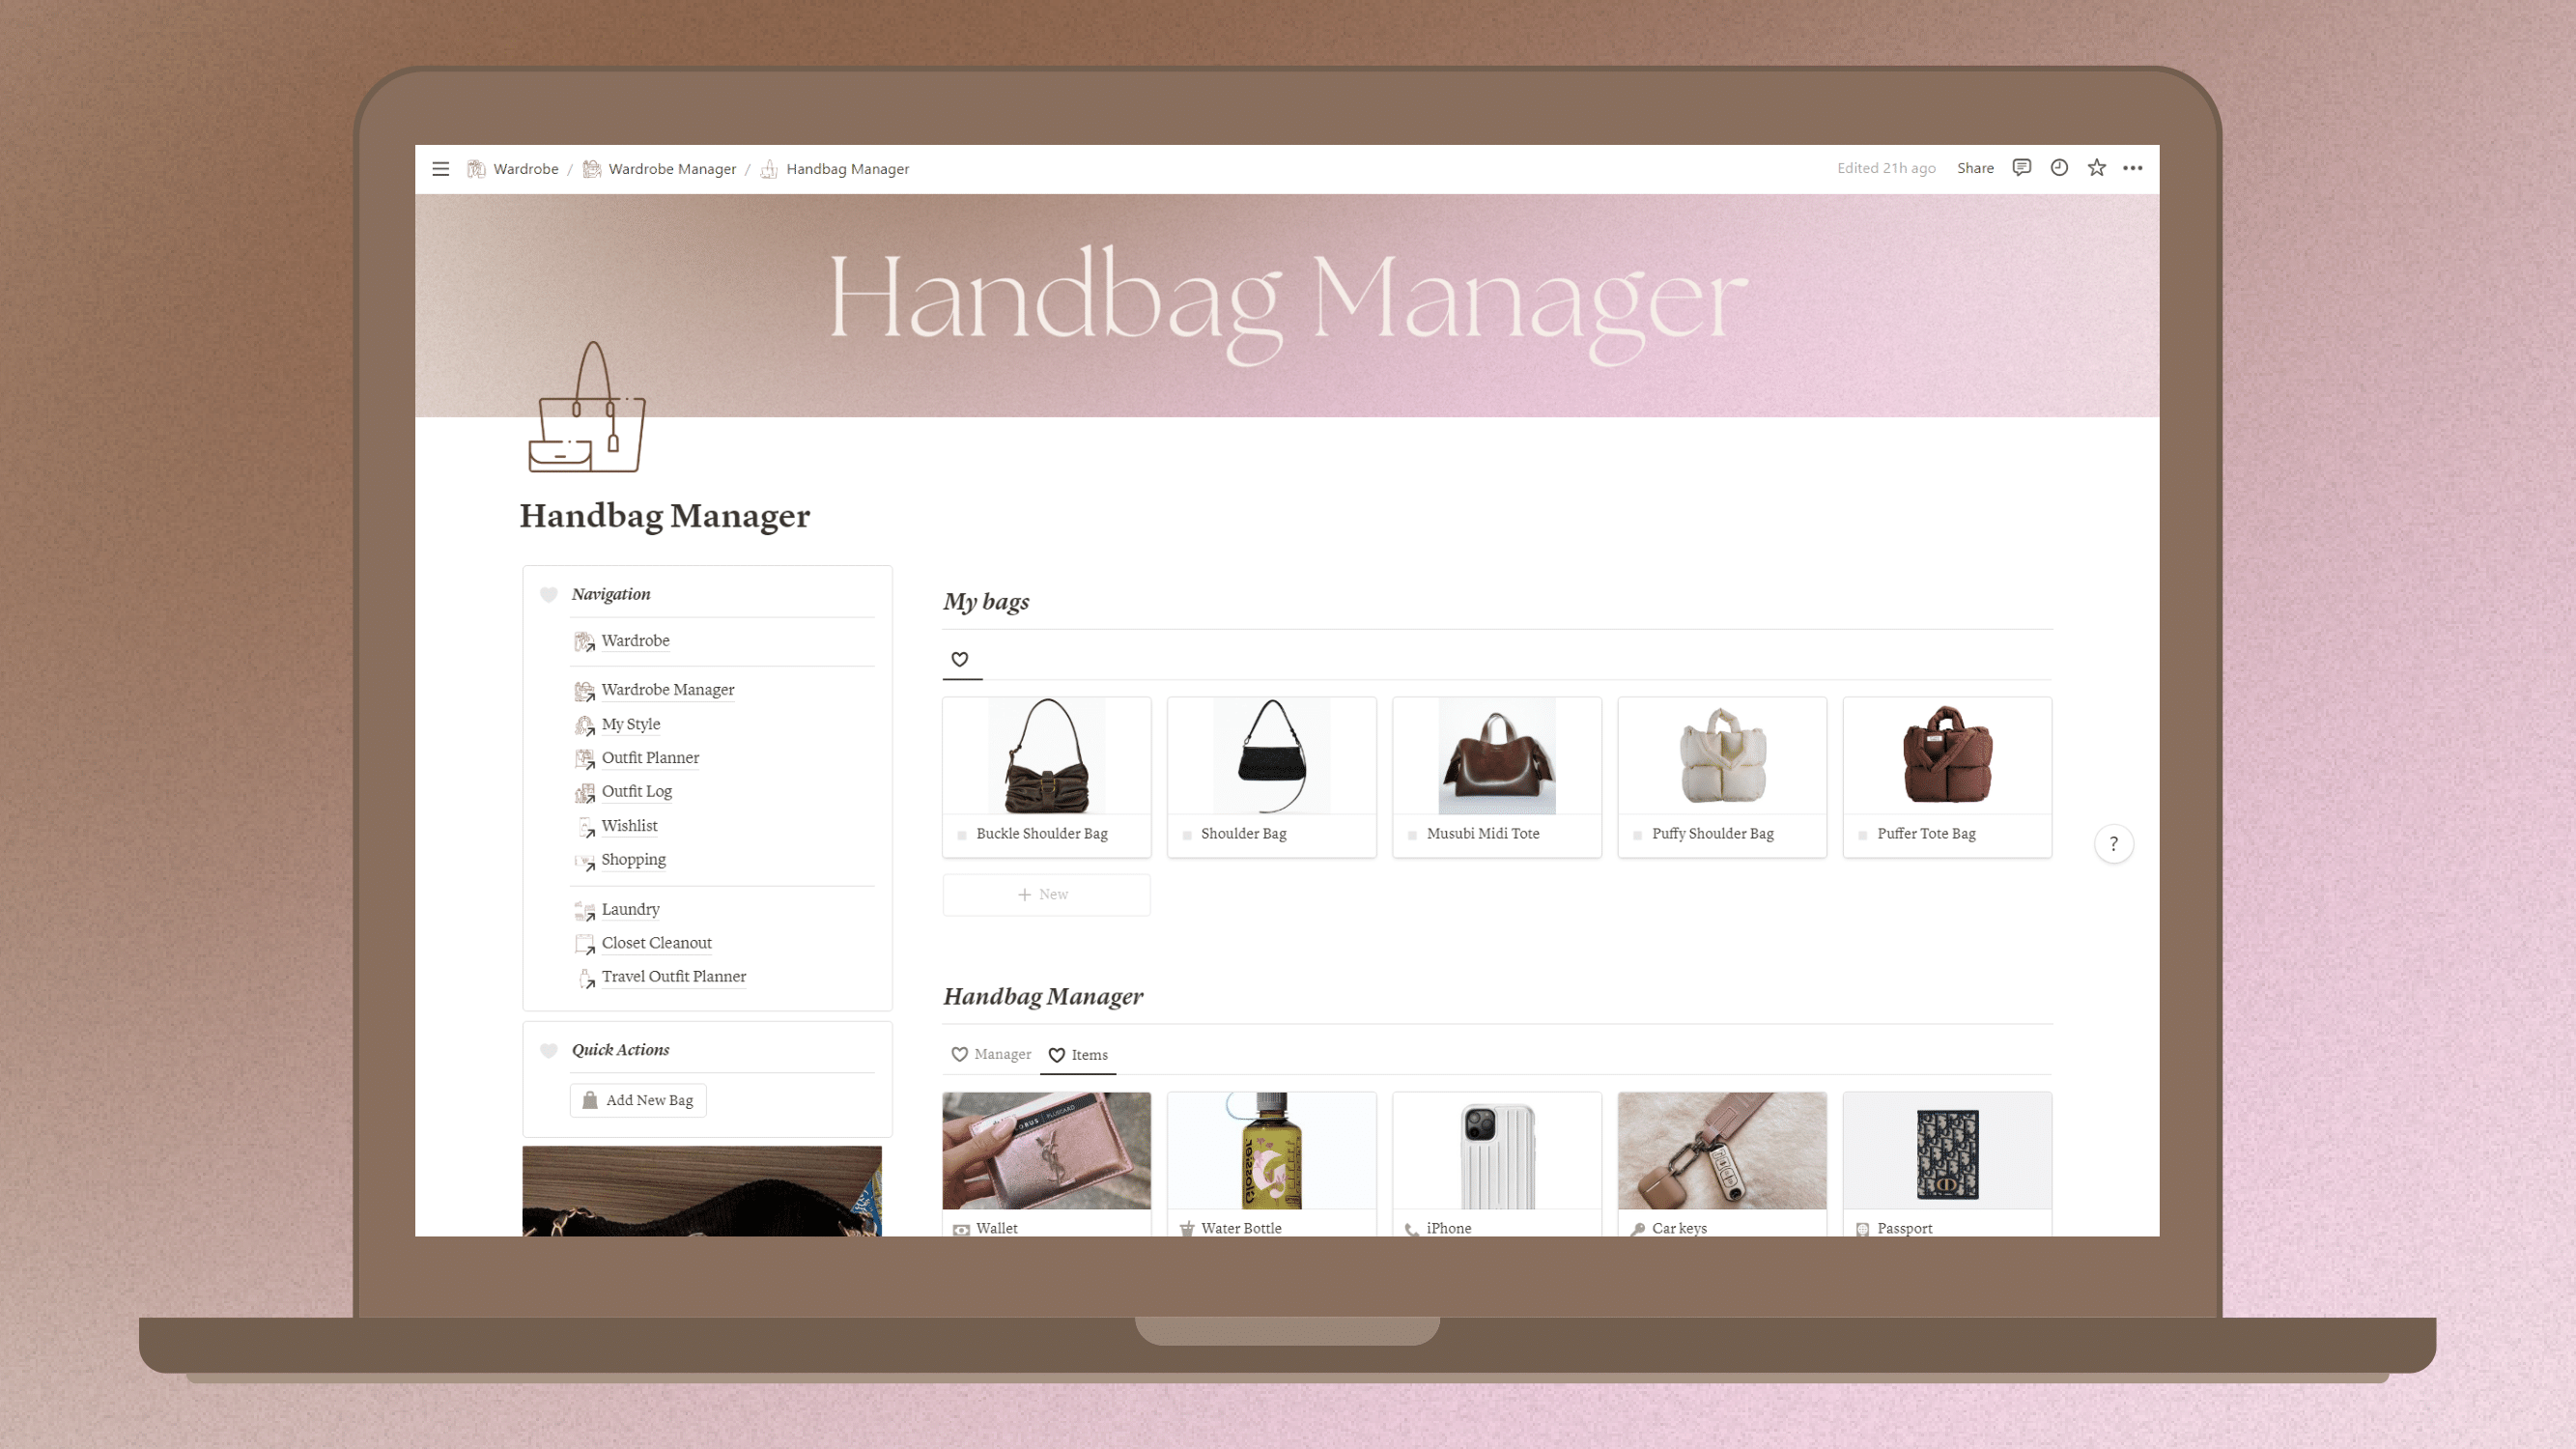 Wardrobe / Wardrobe Manager / Handbag Manager
Edited 21h ago Share
Handbag Manager
Handbag Manager
Navigation
Wardrobe
Wardrobe Manager
My Style
Outfit Planner
Outfit Log
Wishlist
Shopping
Laundry
Closet Cleanout
Travel Outfit Planner
Quick Actions
Add New Bag
My bags
Buckle Shoulder Bag
Shoulder Bag
Musubi Midi Tote
Puffy Shoulder Bag
Puffer Tote Bag
+ New
?
Handbag Manager
Manager Items
Glossier.
Wallet
Water Bottle
iPhone
Car keys
Passport